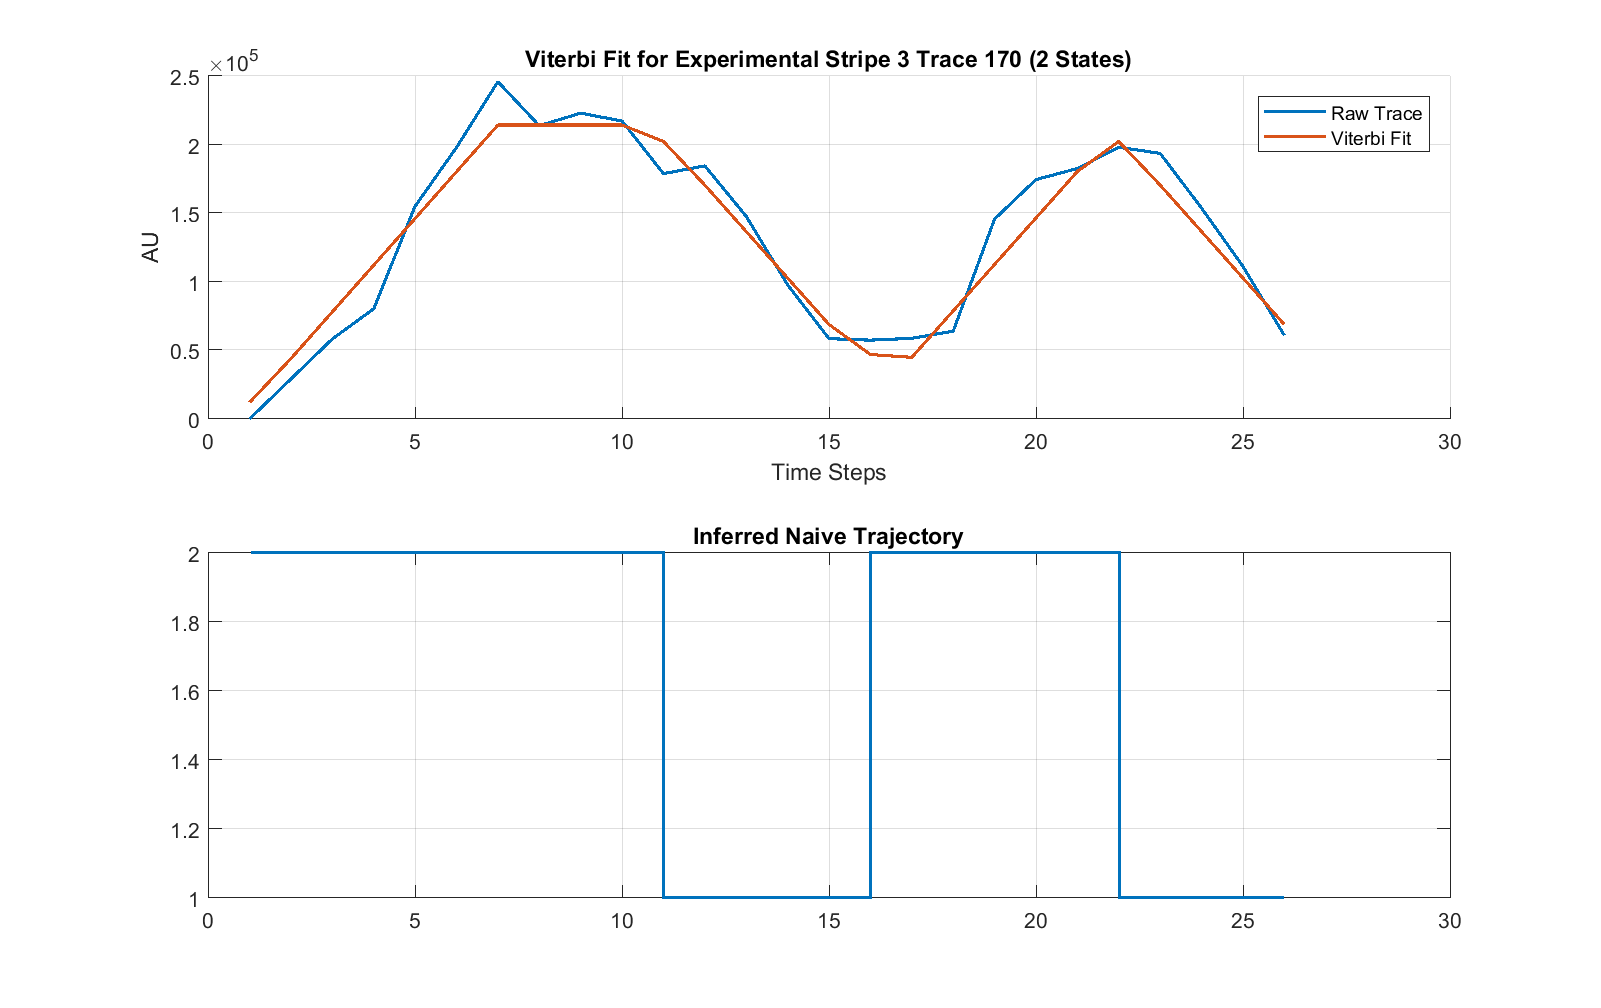 Viterbi Fit for Experimental Stripe 3 Trace 170 (2 States)
×10^5
2.5
2
1.5
1
0.5
0
AU
Raw Trace
Viterbi Fit
0 5 10 15 20 25 30
Time Steps
Inferred Naive Trajectory
2
1.8
1.6
1.4
1.2
1
0 5 10 15 20 25 30